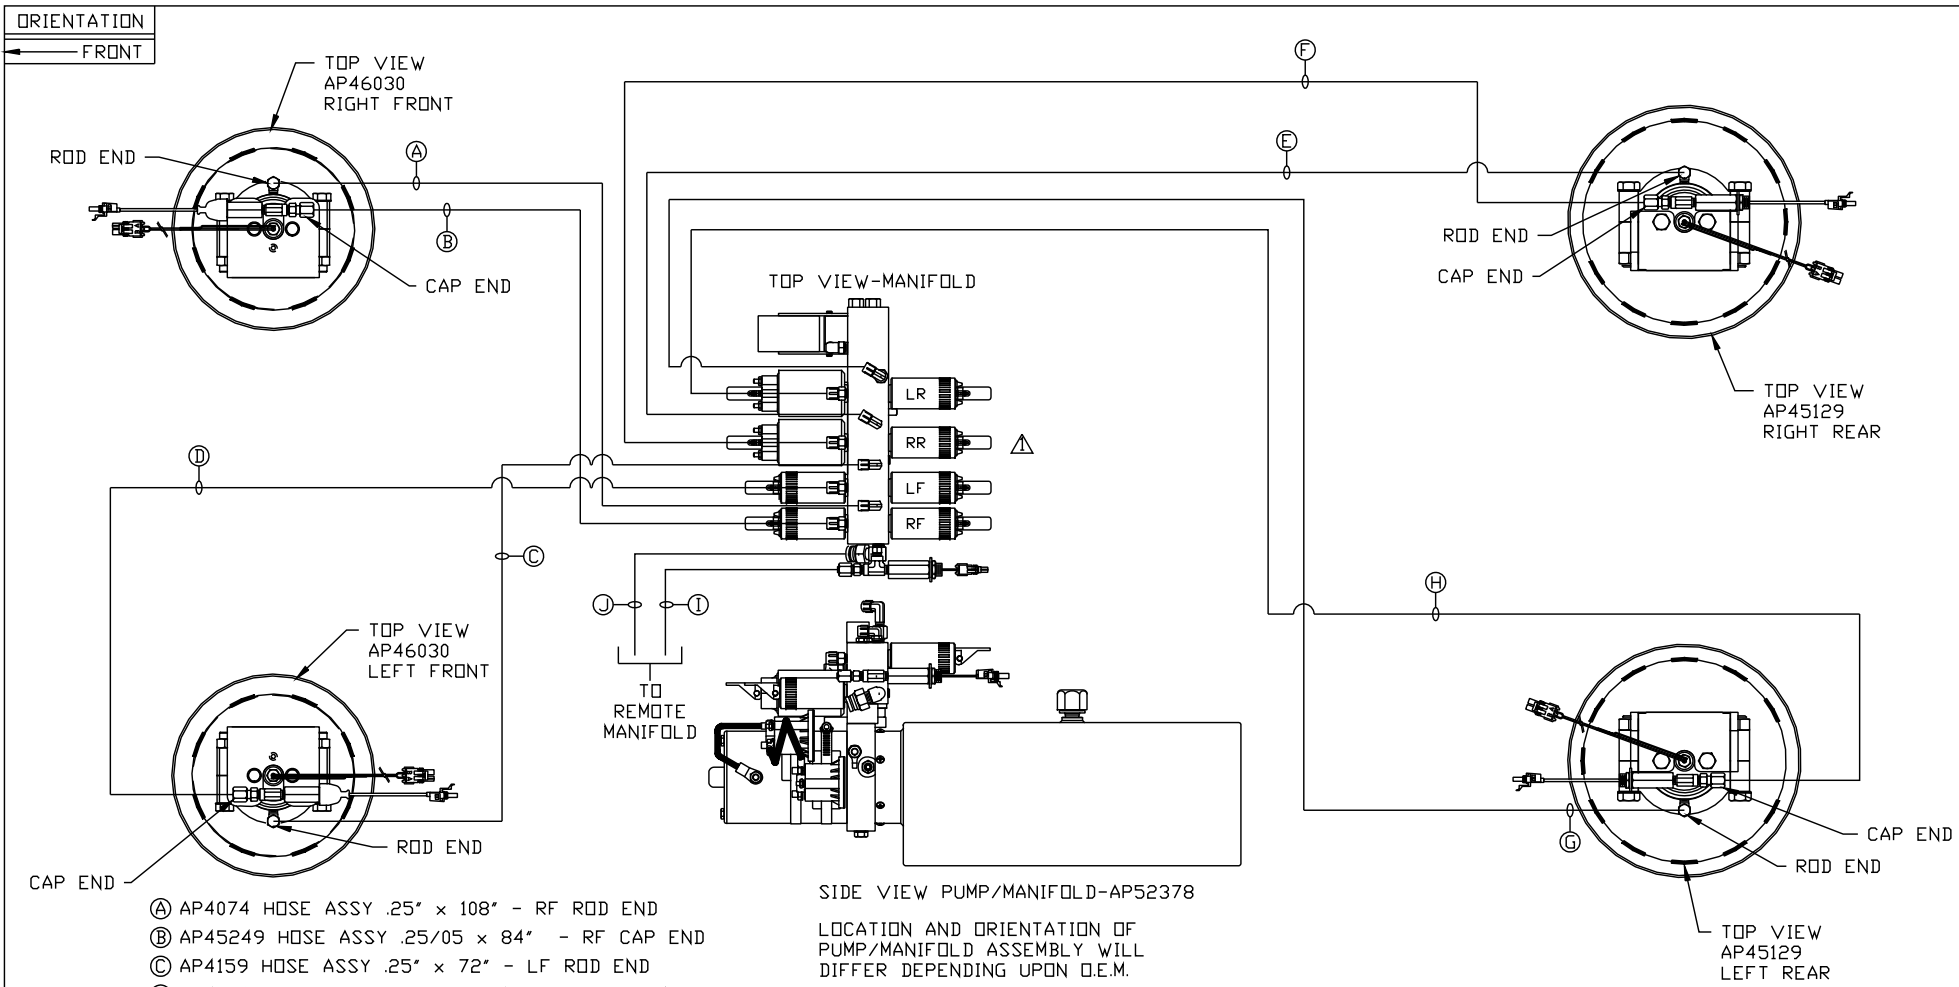 ORIENTATION
FRONT
TOP VIEW
AP46030
RIGHT FRONT
ROD END
A
B
CAP END
F
E
ROD END
CAP END
TOP VIEW
AP45129
RIGHT REAR
TOP VIEW-MANIFOLD
LR
RR
1
LF
RF
D
C
J
I
TO
REMOTE
MANIFOLD
H
TOP VIEW
AP46030
LEFT FRONT
ROD END
CAP END
G
CAP END
ROD END
TOP VIEW
AP45129
LEFT REAR
SIDE VIEW PUMP/MANIFOLD-AP52378
LOCATION AND ORIENTATION OF
PUMP/MANIFOLD ASSEMBLY WILL
DIFFER DEPENDING UPON O.E.M.
A AP4074 HOSE ASSY .25" x 108" - RF ROD END
B AP45249 HOSE ASSY .25/05 x 84" - RF CAP END
C AP4159 HOSE ASSY .25" x 72" - LF ROD END